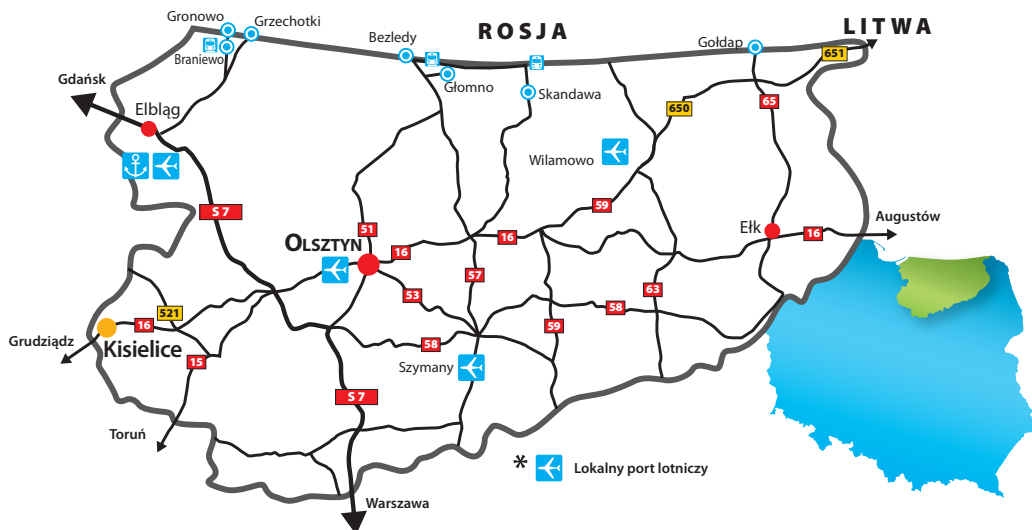 Gronowo
Grzechotki
ROSJA
LITWA
Bezledy
Gołdap
651
Braniewo
Gdańsk
Głomno
Skandawa
65
650
Elbląg
Wilamowo
S 7
59
51
Ełk
Augustów
16
OLSZTYN
16
16
57
53
63
58
521
16
Kisielice
Grudziądz
59
58
15
Szymany
S 7
Toruń
* Lokalny port lotniczy
Warszawa